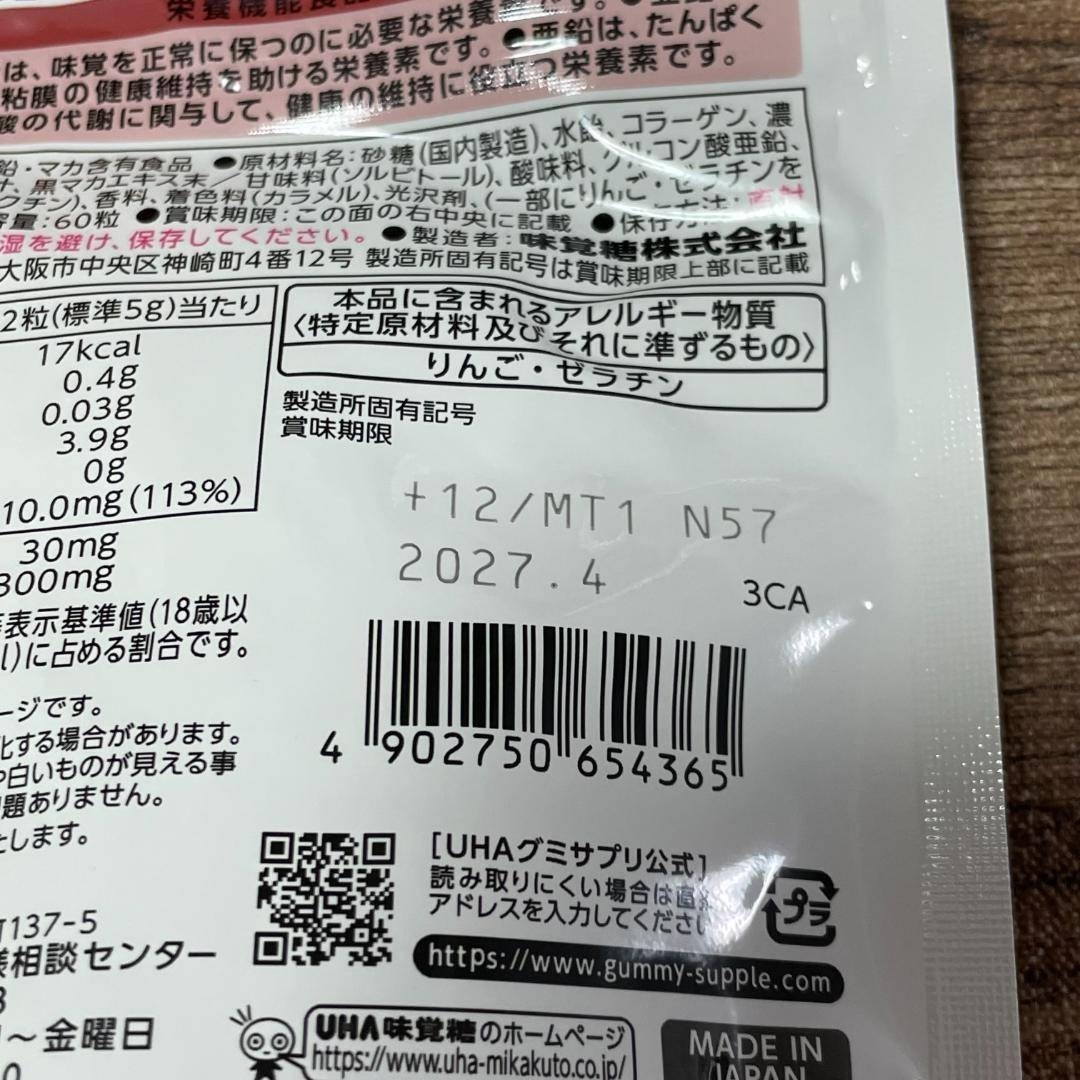 栄養機能食品
は、味覚を正常に保つのに必要な栄養素です。●亜鉛
粘膜の健康維持を助ける栄養素です。●亜鉛は、たんぱく
酸の代謝に関与して、健康の維持に役立つ栄養素です。
鉛・マカ含有食品 ●原材料名:砂糖(国内製造)、水飴、コラーゲン、濃
汁、黒マカエキス末/甘味料(ソルビトール)、酸味料、グルコン酸亜鉛、
クチン)、香料、着色料(カラメル)、光沢剤、(一部にりんご・ゼラチンを
容量:60粒 ●賞味期限:この面の右中央に記載 ●保存方法:直射
湿を避け、保存してください。 ●製造者:味覚糖株式会社
大阪市中央区神崎町4番12号 製造所固有記号は賞味期限上部に記載
2粒(標準5g)当たり
17kcal
0.4g
0.03g
3.9g
0g
10.0mg(113%)
30mg
300mg
等表示基準値(18歳以
l)に占める割合です。
本品に含まれるアレルギー物質
〈特定原材料及びそれに準ずるもの〉
りんご・ゼラチン
製造所固有記号
賞味期限
+12/MT1 N57
2027.4
3CA
4 902750 654365
ージです。
化する場合があります。
や白いものが見える事
問題ありません。
たします。
T137-5
様相談センター
3
～金曜日
0
[UHAグミサプリ公式]
読み取りにくい場合は直接
アドレスを入力してくださ
プラ
https://www.gummy-supple.com
UHA味覚糖のホームページ
https://www.uha-mikakuto.co.jp/
MADE IN
JAPAN